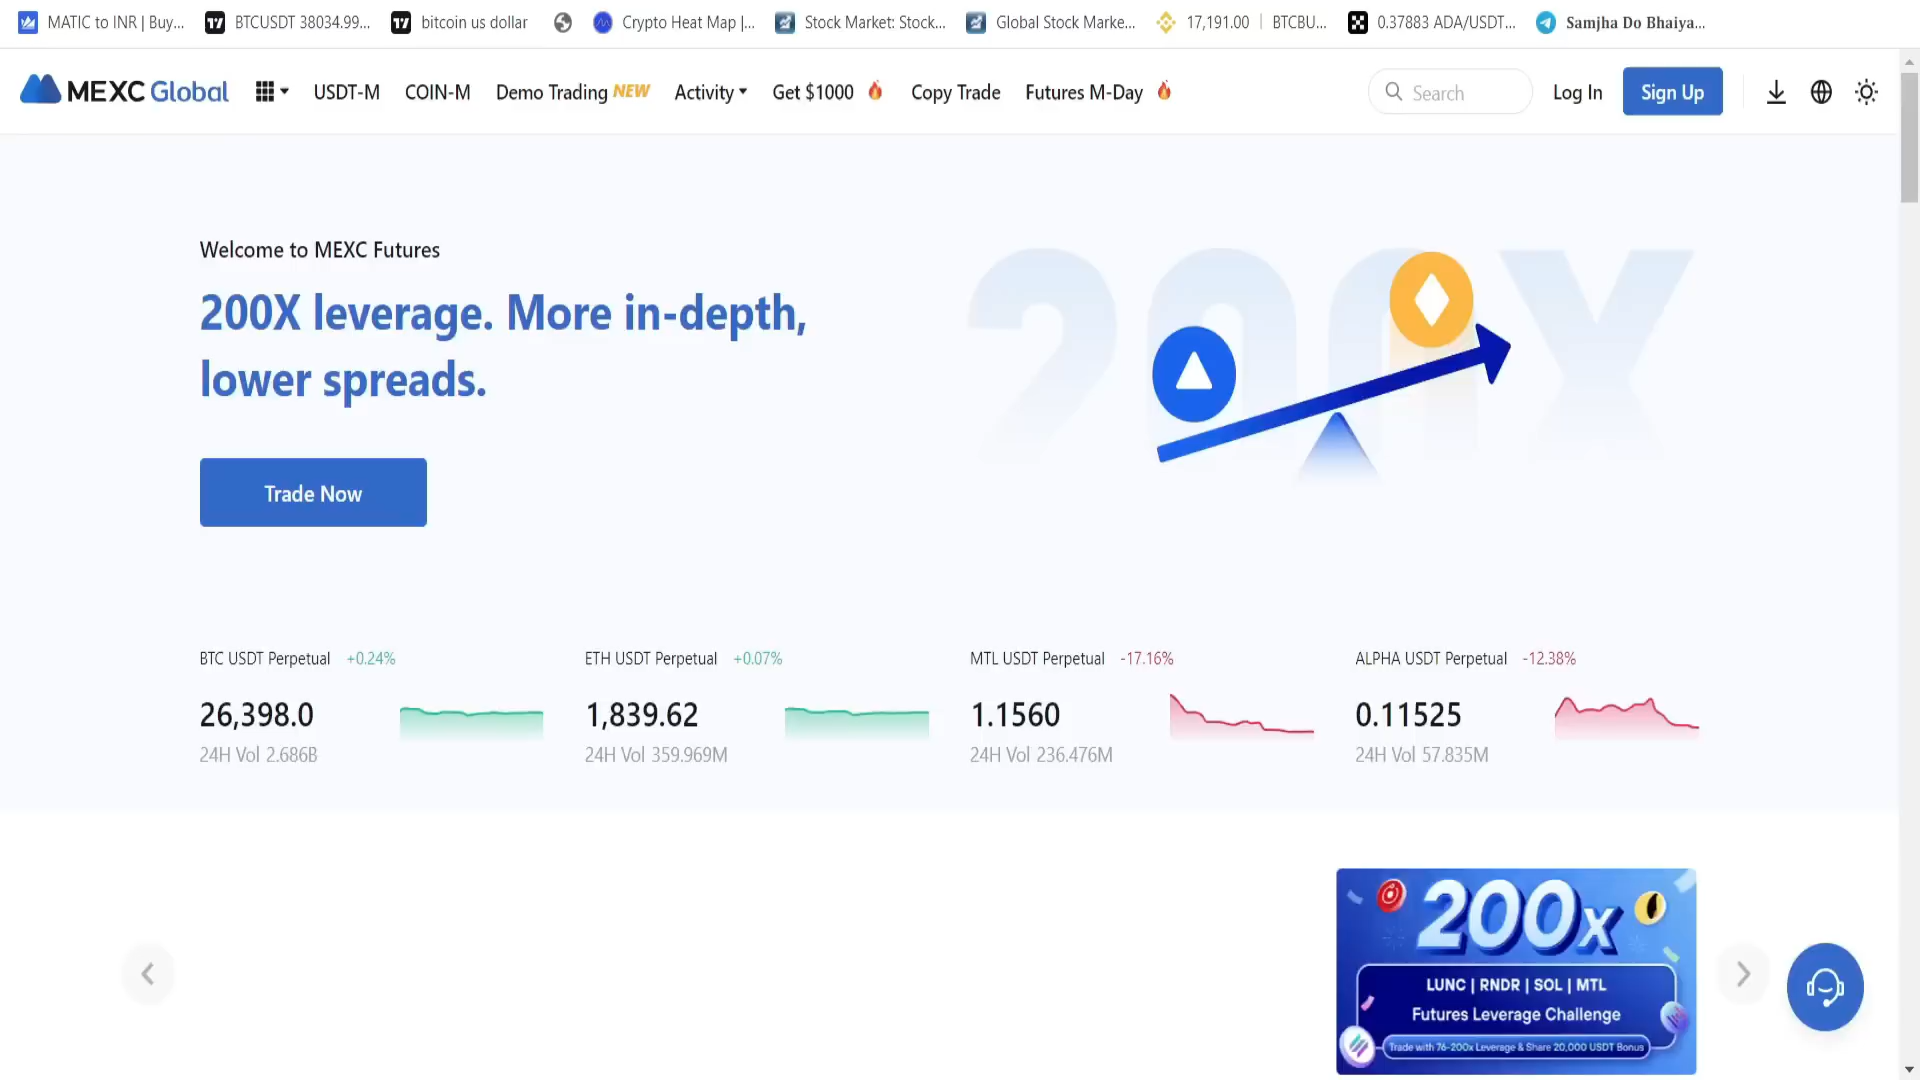 MATIC to INR | Buy... BTCUSDT 38034.99... bitcoin us dollar Crypto Heat Map |... Stock Market: Stock... Global Stock Marke... 17,191.00 | BTCBU... 0.37883 ADA/USDT... Samjha Do Bhaiya...
MEXC Global USDT-M COIN-M Demo Trading NEW Activity Get $1000 Copy Trade Futures M-Day Search Log In Sign Up
Welcome to MEXC Futures
200X leverage. More in-depth,
lower spreads.
200X
Trade Now
BTC USDT Perpetual +0.24%
26,398.0
24H Vol 2.686B
ETH USDT Perpetual +0.07%
1,839.62
24H Vol 359.969M
MTL USDT Perpetual -17.16%
1.1560
24H Vol 236.476M
ALPHA USDT Perpetual -12.38%
0.11525
24H Vol 57.835M
200x
LUNC | RNDR | SOL | MTL
Futures Leverage Challenge
Trade with 76-200x Leverage & Share 20,000 USDT Bonus